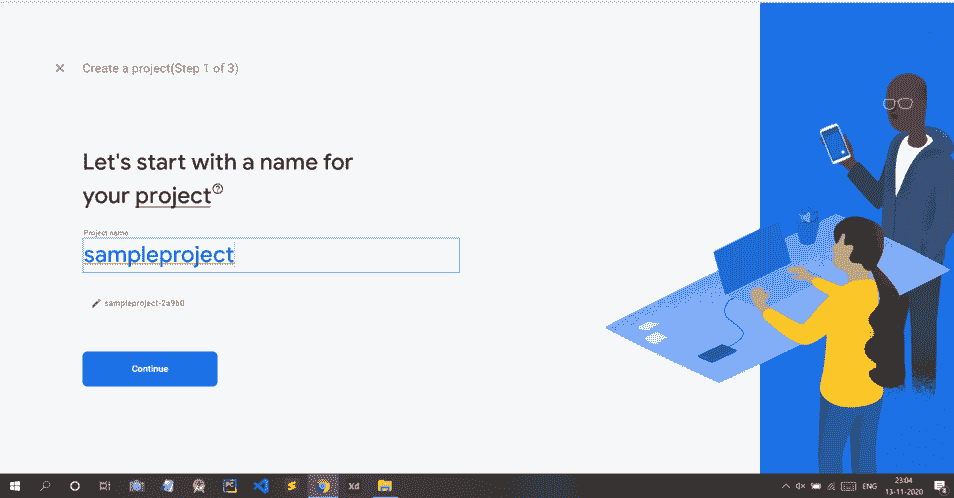 Create a project(Step 1 of 3)
Let's start with a name for
your project
Project name
sampleproject
sampleproject-2a9b0
Continue
PC
Xd
ENG
23:04
13-11-2020